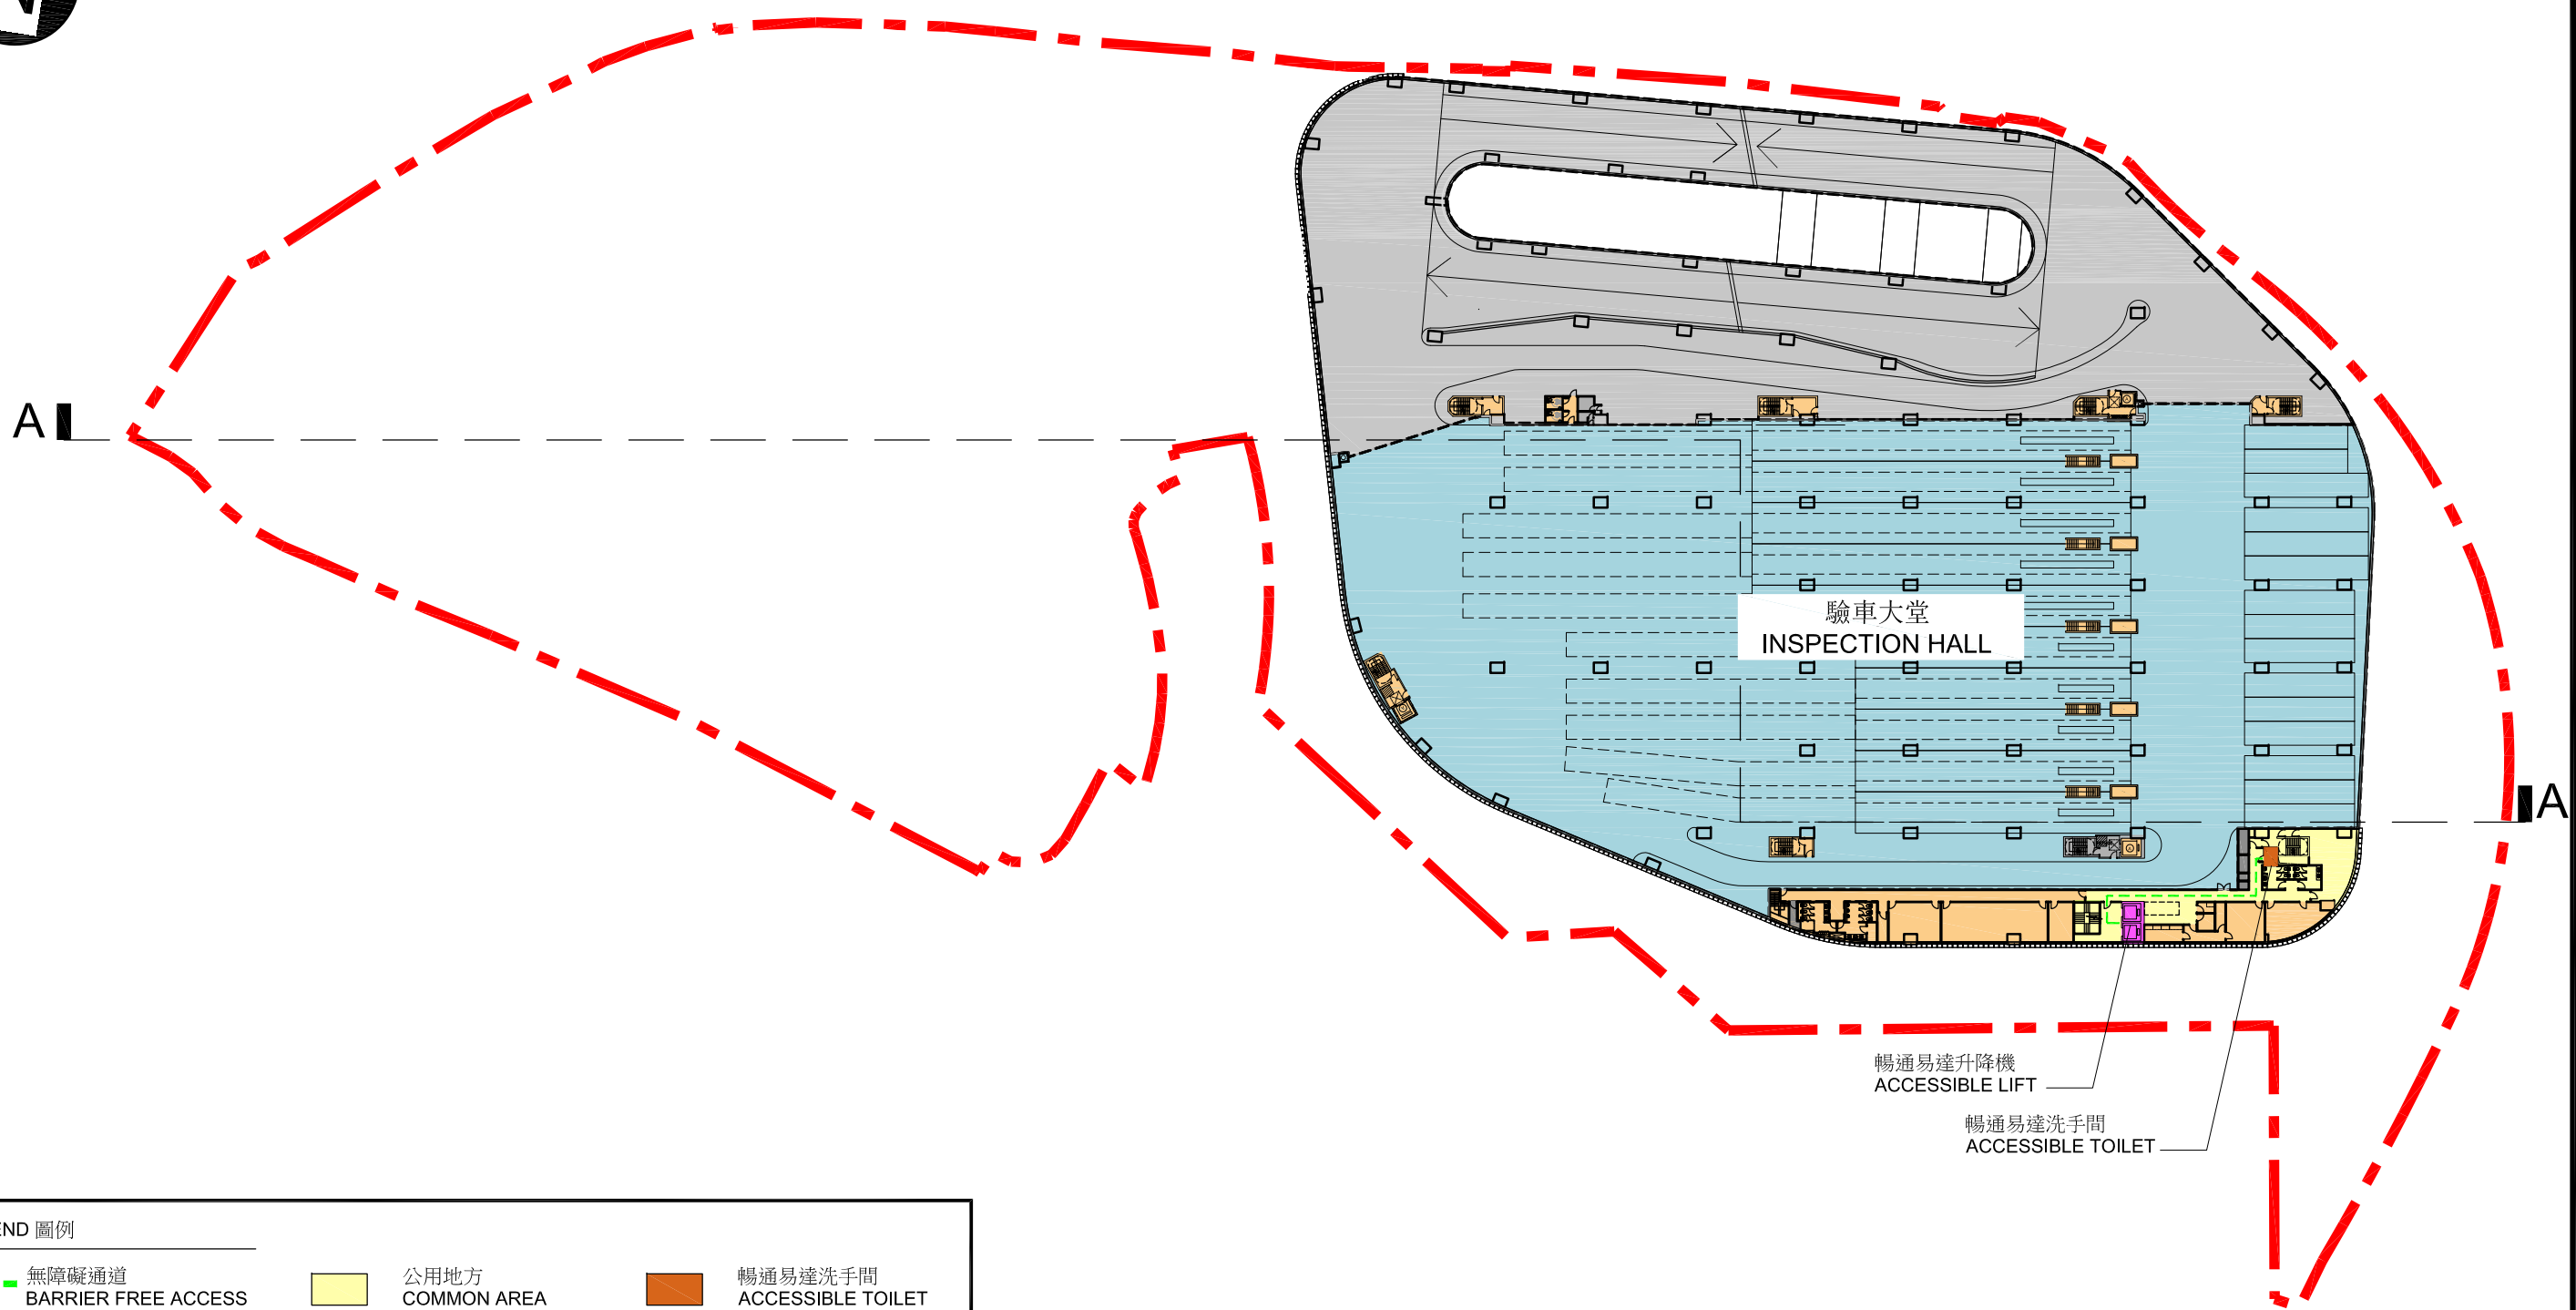 A
驗車大堂
INSPECTION HALL
A
暢通易達升降機
ACCESSIBLE LIFT
暢通易達洗手間
ACCESSIBLE TOILET
END 圖例
無障礙通道
BARRIER FREE ACCESS
公用地方
COMMON AREA
暢通易達洗手間
ACCESSIBLE TOILET